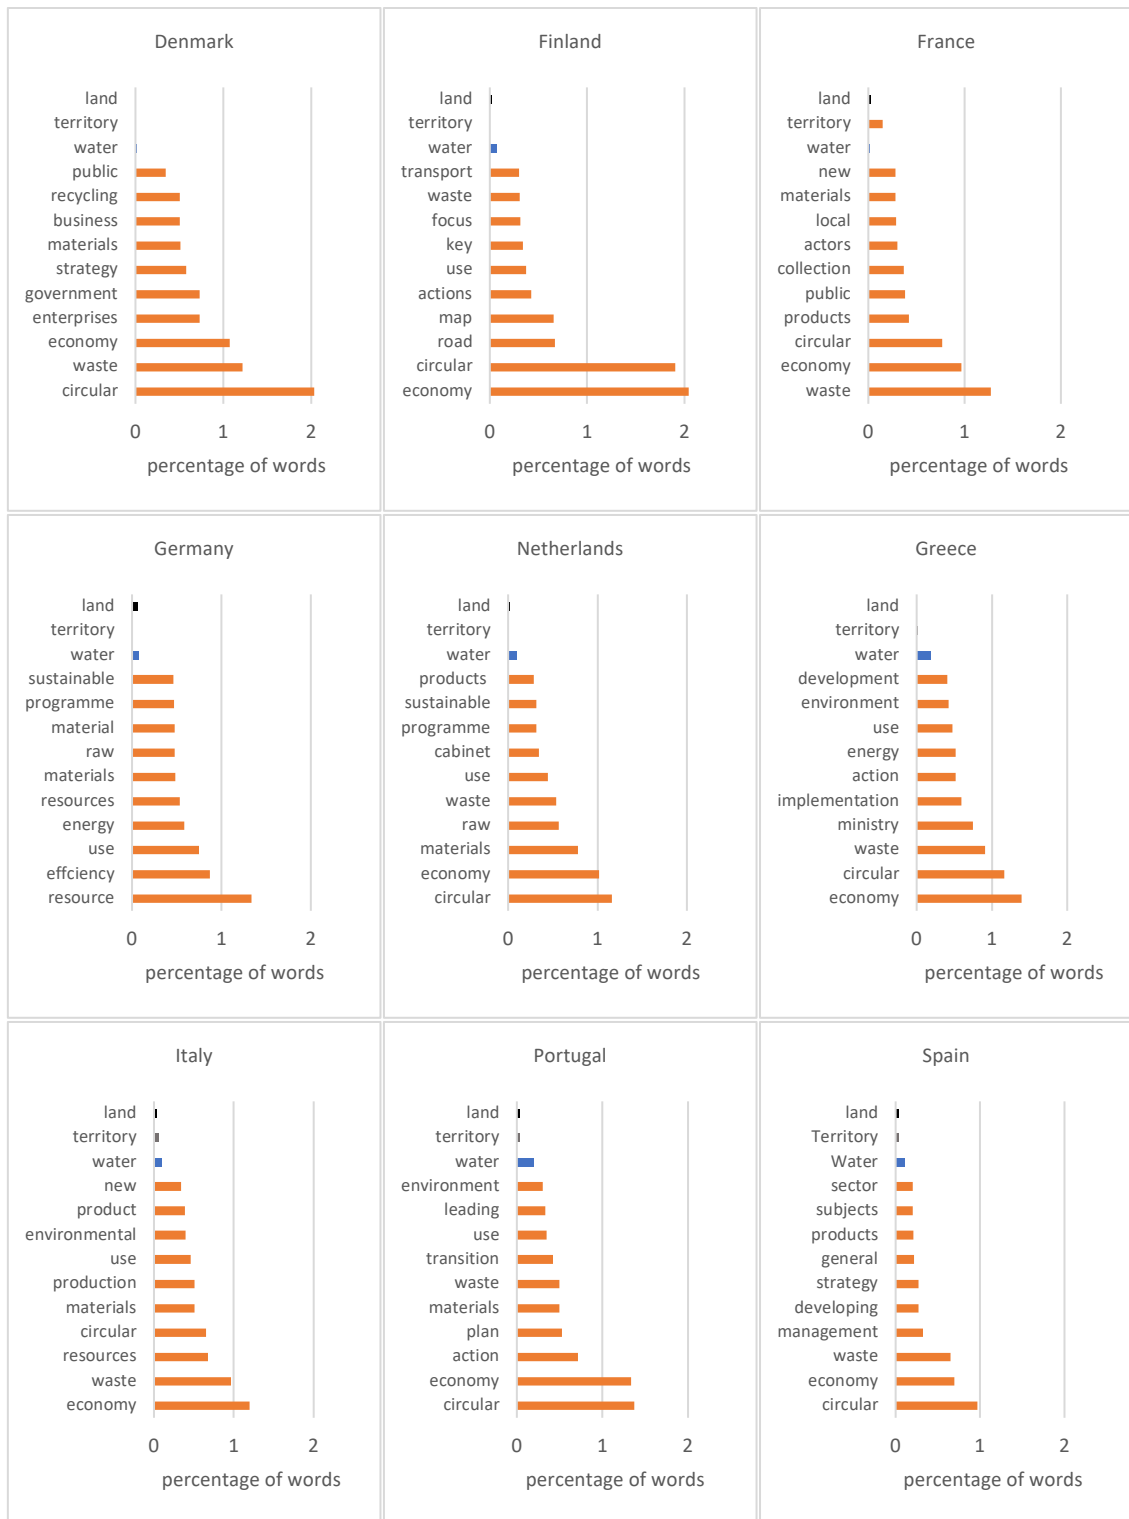 Denmark
land
territory
water
public
recycling
business
materials
strategy
government
enterprises
economy
waste
circular
0 1 2
percentage of words
Finland
land
territory
water
transport
waste
focus
key
use
actions
map
road
circular
economy
0 1 2
percentage of words
France
land
territory
water
new
materials
local
actors
collection
public
products
circular
economy
waste
0 1 2
percentage of words
Germany
land
territory
water
sustainable
programme
material
raw
materials
resources
energy
use
effciency
resource
0 1 2
percentage of words
Netherlands
land
territory
water
products
sustainable
programme
cabinet
use
waste
raw
materials
economy
circular
0 1 2
percentage of words
Greece
land
territory
water
development
environment
use
energy
action
implementation
ministry
waste
circular
economy
0 1 2
percentage of words
Italy
land
territory
water
new
product
environmental
use
production
materials
circular
resources
waste
economy
0 1 2
percentage of words
Portugal
land
territory
water
environment
leading
use
transition
waste
materials
plan
action
economy
circular
0 1 2
percentage of words
Spain
land
Territory
Water
sector
subjects
products
general
strategy
developing
management
waste
economy
circular
0 1 2
percentage of words